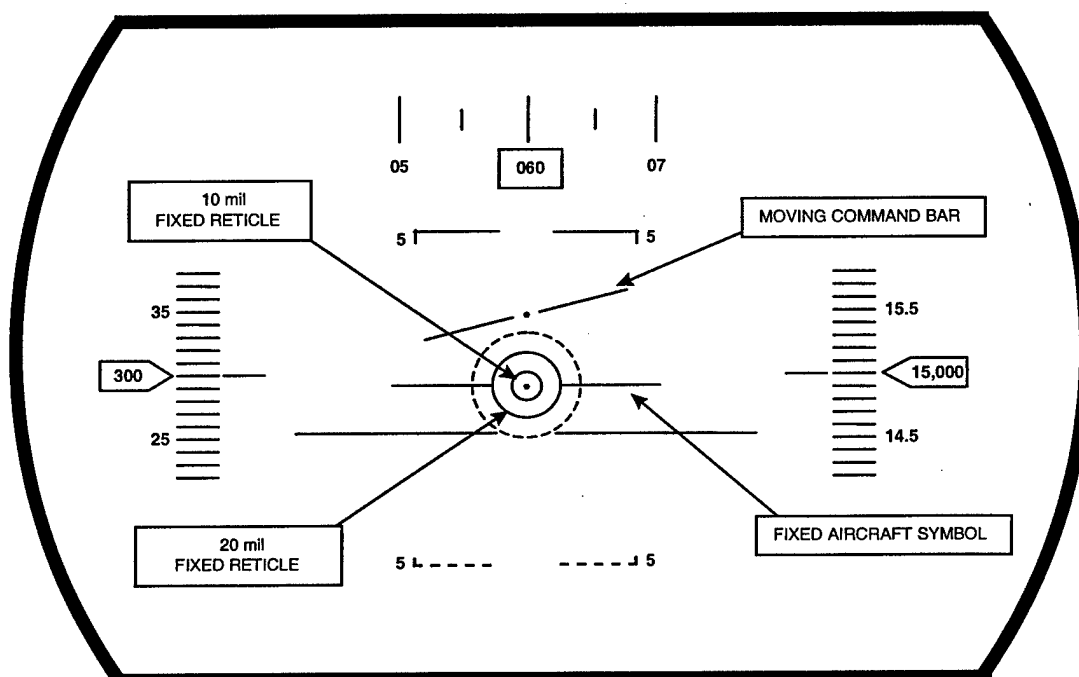 05
060
07
10 mil
FIXED RETICLE
MOVING COMMAND BAR
5
5
35
15.5
300
15,000
25
14.5
20 mil
FIXED RETICLE
FIXED AIRCRAFT SYMBOL
5
5